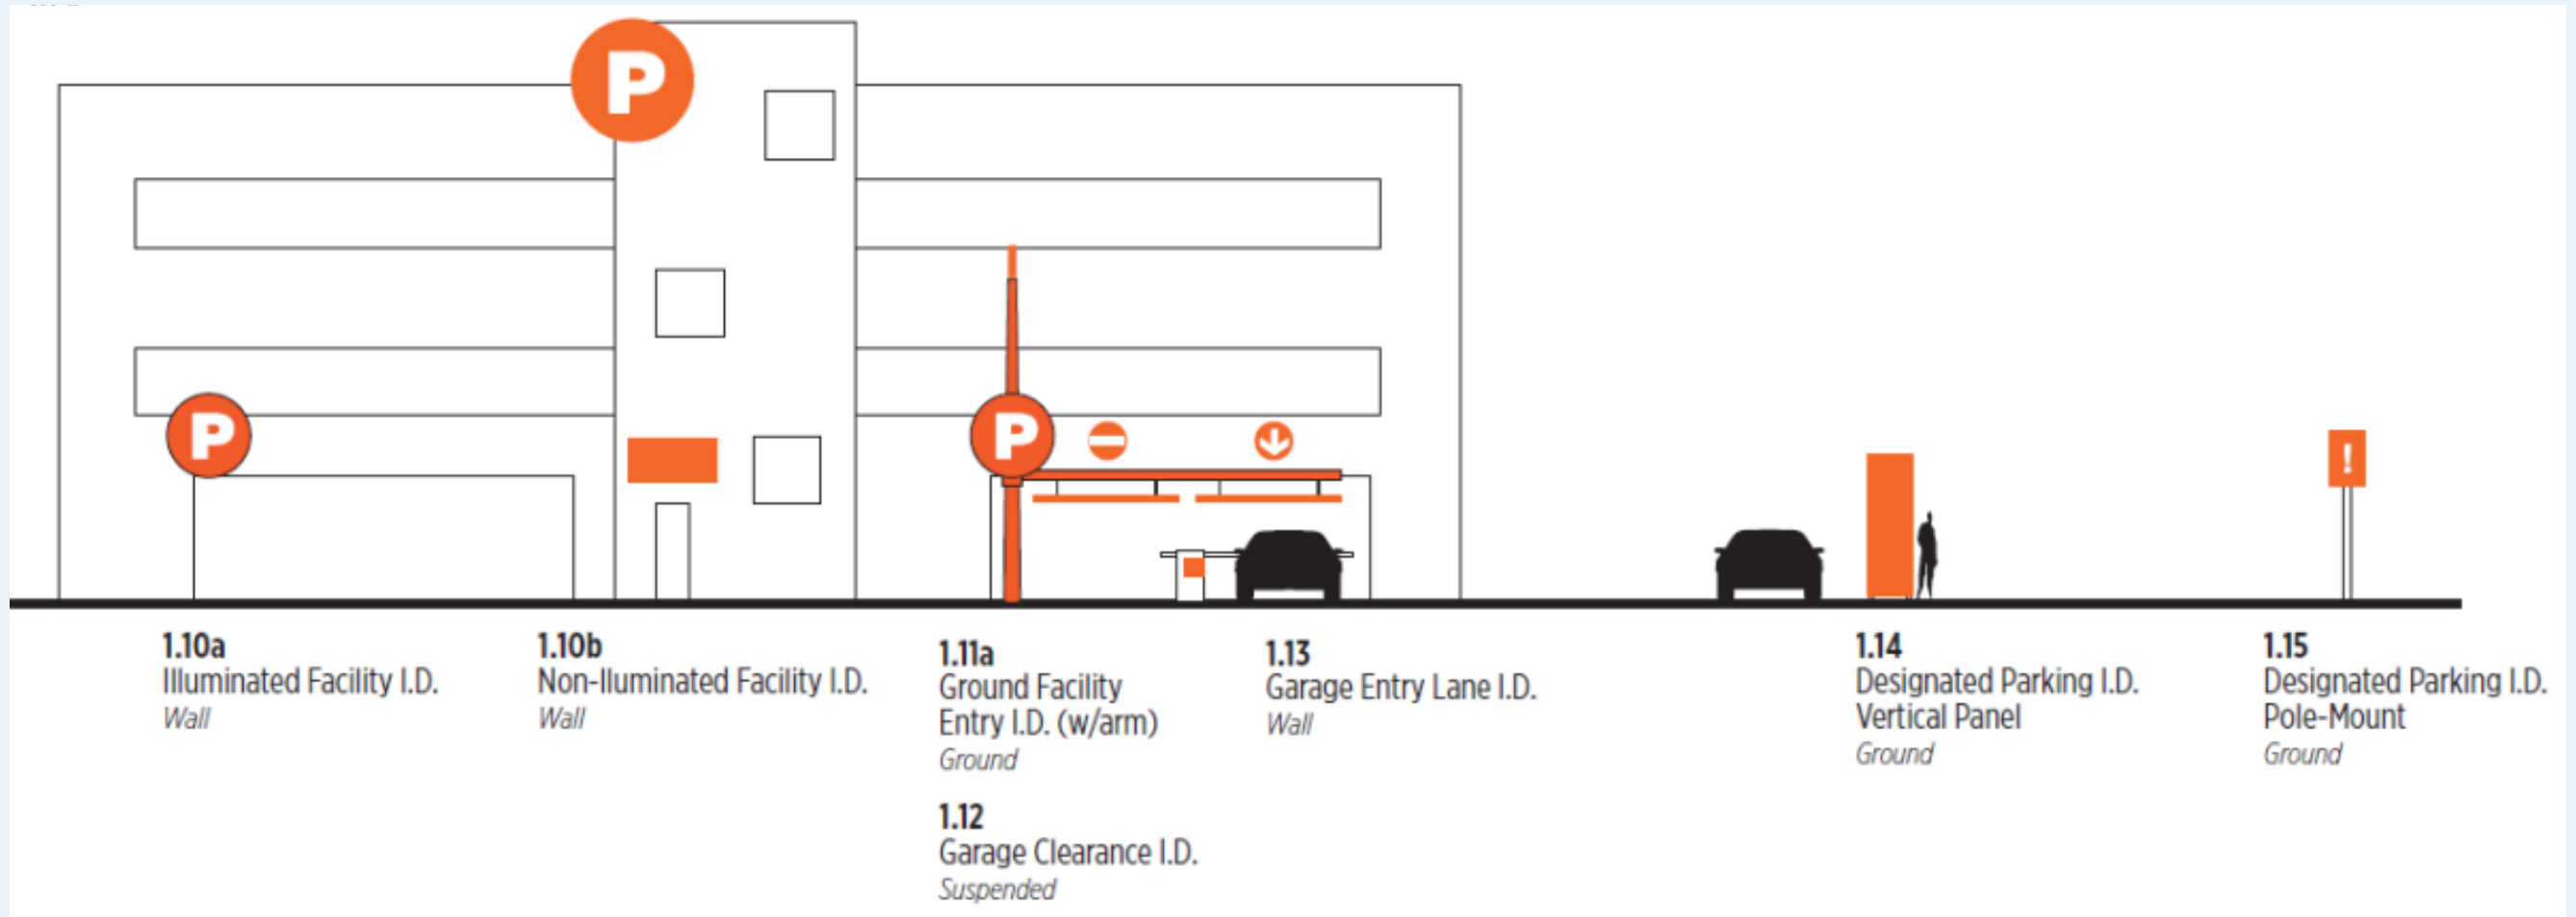 P
P
P
!
1.10a
Illuminated Facility I.D.
Wall
1.10b
Non-Iluminated Facility I.D.
Wall
1.11a
Ground Facility
Entry I.D. (w/arm)
Ground
1.12
Garage Clearance I.D.
Suspended
1.13
Garage Entry Lane I.D.
Wall
1.14
Designated Parking I.D.
Vertical Panel
Ground
1.15
Designated Parking I.D.
Pole-Mount
Ground